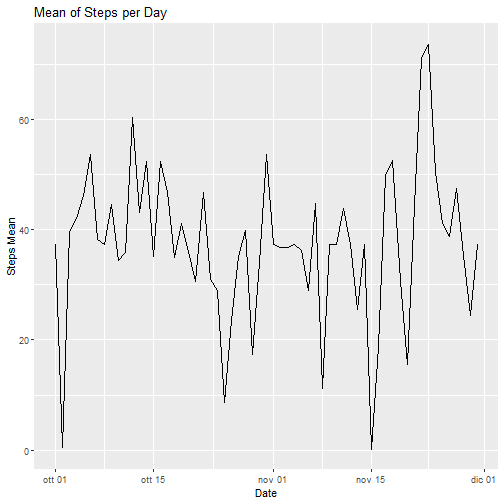 Mean of Steps per Day
Steps Mean
60
40
20
0
ott 01
ott 15
nov 01
nov 15
dic 01
Date